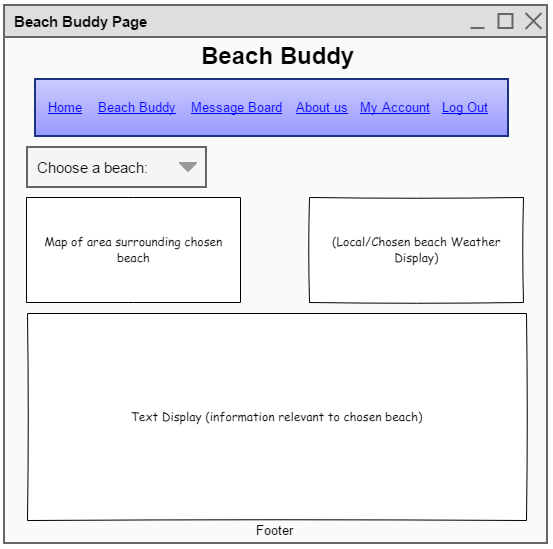 Beach Buddy Page
Beach Buddy
Home Beach Buddy Message Board About us My Account Log Out
Choose a beach:
Map of area surrounding chosen
beach
(Local/Chosen beach Weather
Display)
Text Display (information relevant to chosen beach)
Footer